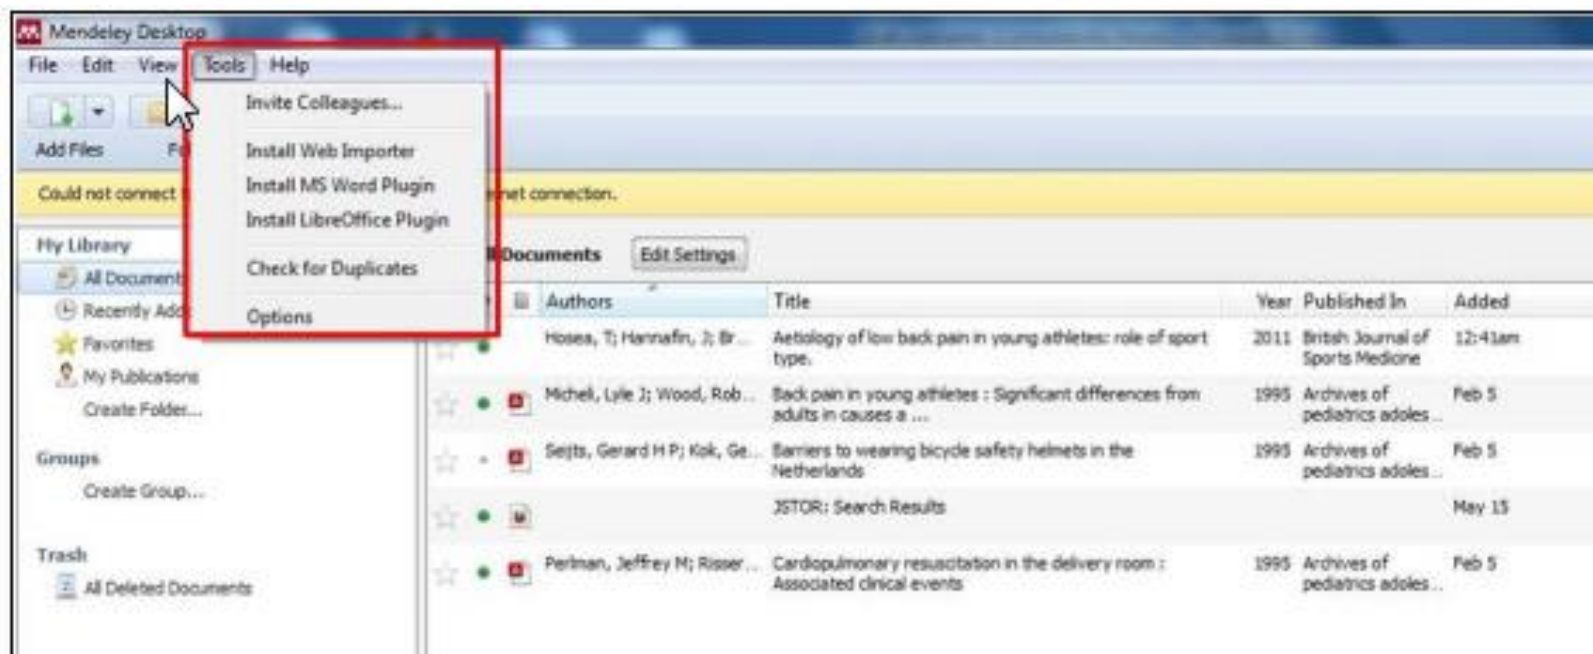 Mendeley Desktop
File Edit View Tools Help
Invite Colleagues...
Install Web Importer
Install MS Word Plugin
Install LibreOffice Plugin
Check for Duplicates
Options
Add Files
Could not connect
net connection.
My Library
All Document
Recently Add
Favorites
My Publications
Create Folder...
Groups
Create Group...
Trash
All Deleted Documents
Documents Edit Settings
Authors Title Year Published In Added
Hosea, T; Hannafin, J; Br... Aetiology of low back pain in young athletes: role of sport 2011 British Journal of 12:41am
type. Sports Medicine
Micheli, Lyle J; Wood, Rob... Back pain in young athletes : Significant differences from 1995 Archives of Feb 5
adults in causes a ... pediatrics adoles...
Seijts, Gerard H P; Kok, Ge... Barriers to wearing bicycle safety helmets in the 1995 Archives of Feb 5
Netherlands pediatrics adoles...
JSTOR: Search Results May 15
Perlman, Jeffrey M; Risser... Cardiopulmonary resuscitation in the delivery room : 1995 Archives of Feb 5
Associated clinical events pediatrics adoles...